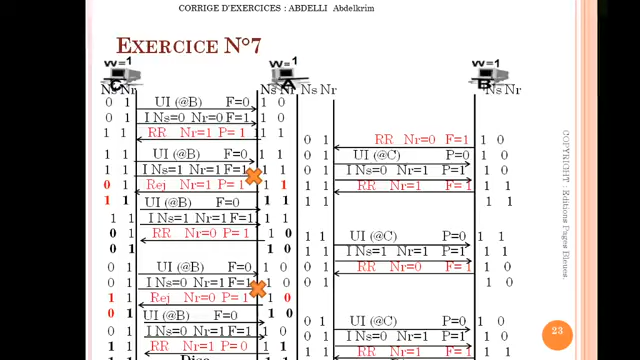 CORRIGE D'EXERCICES : ABDELLI Abdelkrim
EXERCICE N°7
W=1 W=1 W=1
C A B
Ns Nr Ns Nr Ns Nr Ns Nr
0 1 UI (@B) F=0 1 0
0 1 I Ns=0 Nr=0 F=1 1 0
1 1 RR Nr=1 P=1 1 1
0 1 RR Nr=0 F=1 1 0
1 1 UI (@B) F=0 1 1
0 1 UI (@C) P=0 1 0
1 1 I Ns=1 Nr=1 F=1 1 1
0 1 I Ns=0 Nr=1 P=1 1 0
0 1 Rej Nr=1 P=1 1 1
1 1 RR Nr=1 F=1 1 1
1 1 UI (@B) F=0 1 1
1 1 1 1
1 1 I Ns=1 Nr=1 F=1 1 1
0 1 RR Nr=0 P=1 1 1
1 1 UI (@C) P=0 1 1
0 1 1 0
1 1 I Ns=1 Nr=1 P=1 1 1
0 1 UI (@B) F=0 1 0
0 1 RR Nr=0 F=1 1 0
0 1 I Ns=0 Nr=1 F=1 1 0
0 1 1 0
1 1 Rej Nr=0 P=1 1 0
0 1 UI (@B) F=0 1 0
0 1 UI (@C) P=0 1 0
0 1 I Ns=0 Nr=1 F=1 1 0
0 1 I Ns=0 Nr=1 P=1 1 0
1 1 RR Nr=1 P=0 1 1
1 1 RR Nr=1 F=1 1 1
Disc
COPYRIGHT : Editions Pages Bleues.
23